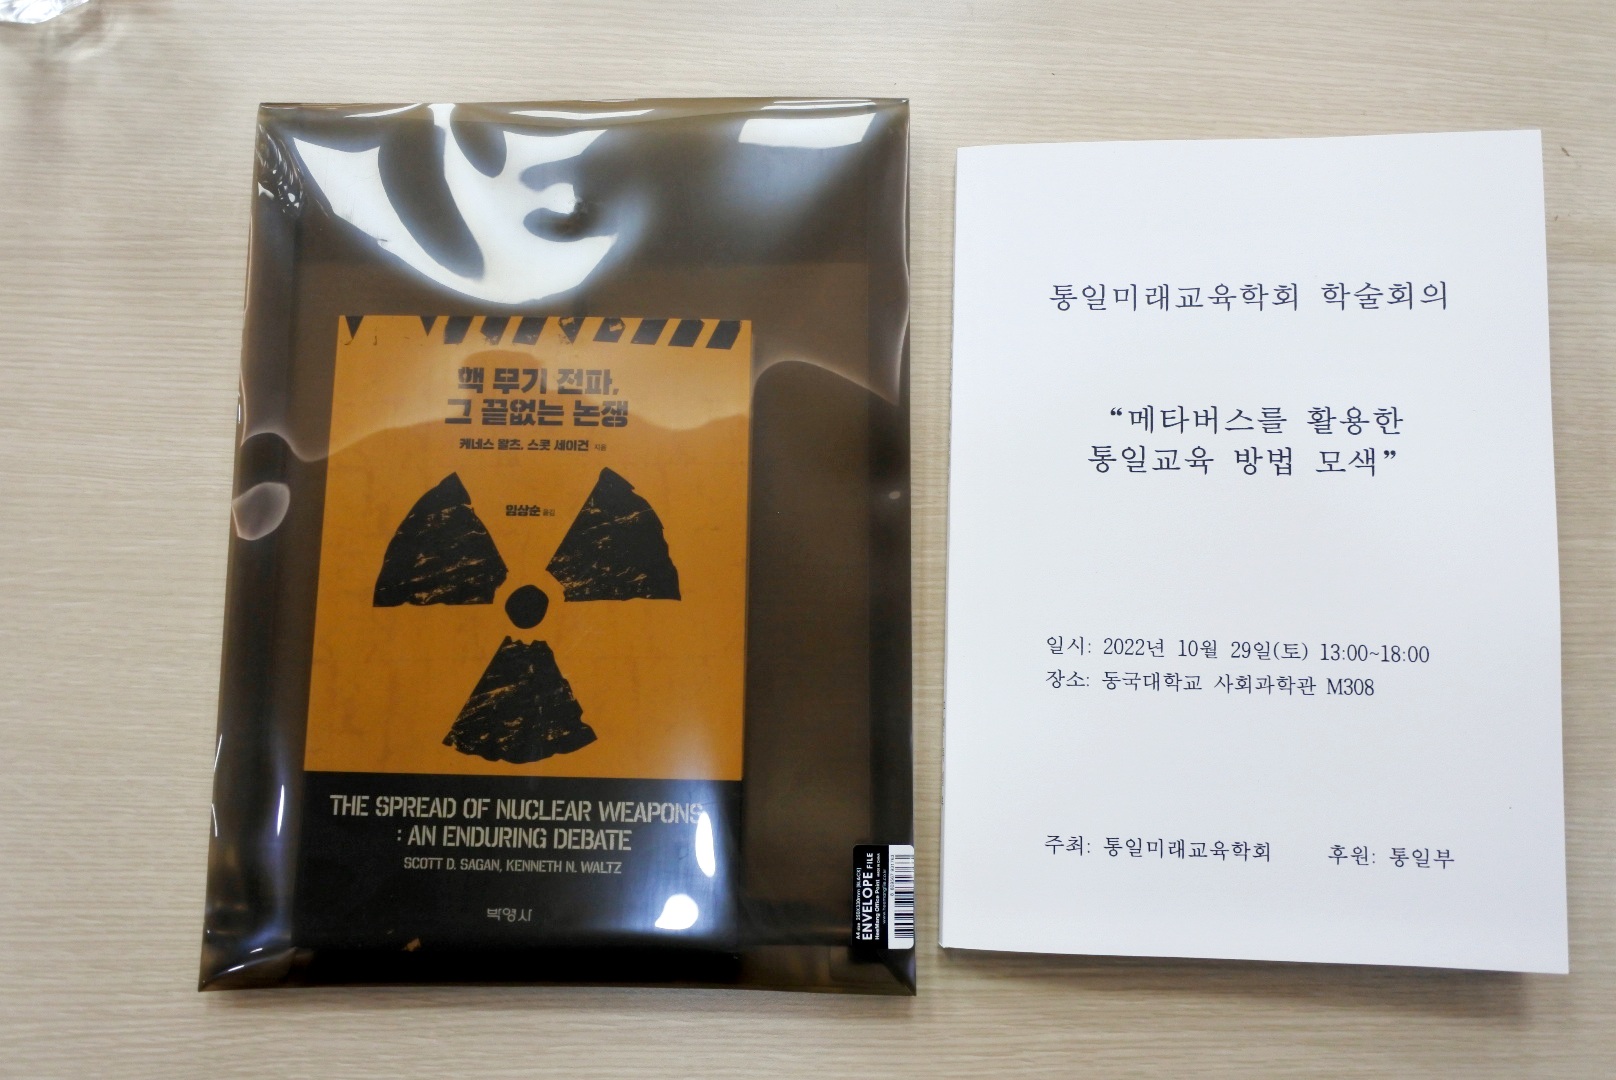 핵 무기 전파,
그 끝없는 논쟁
케네스 왈츠, 스콧 세이건 지음
임상순 옮김
THE SPREAD OF NUCLEAR WEAPONS
: AN ENDURING DEBATE
SCOTT D. SAGAN, KENNETH N. WALTZ
박영사
A4 size 250X330mm [BLACK]
ENVELOPE FILE
통일미래교육학회 학술회의
“메타버스를 활용한
통일교육 방법 모색”
일시: 2022년 10월 29일(토) 13:00~18:00
장소: 동국대학교 사회과학관 M308
주최: 통일미래교육학회 후원: 통일부